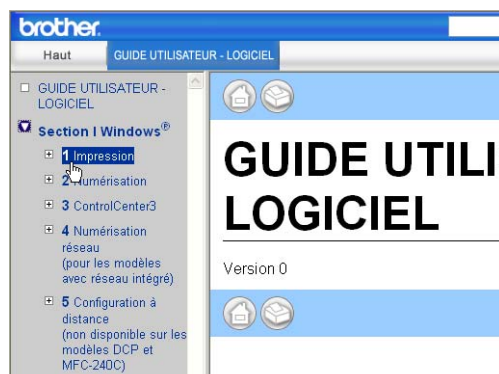 brother.
Haut
GUIDE UTILISATEUR - LOGICIEL
GUIDE UTILISATEUR -
LOGICIEL
Section I Windows®
1 Impression
2 Numérisation
3 ControlCenter3
4 Numérisation
réseau
(pour les modèles
avec réseau intégré)
5 Configuration à
distance
(non disponible sur les
modèles DCP et
MFC-240C)
GUIDE UTILI
LOGICIEL
Version 0